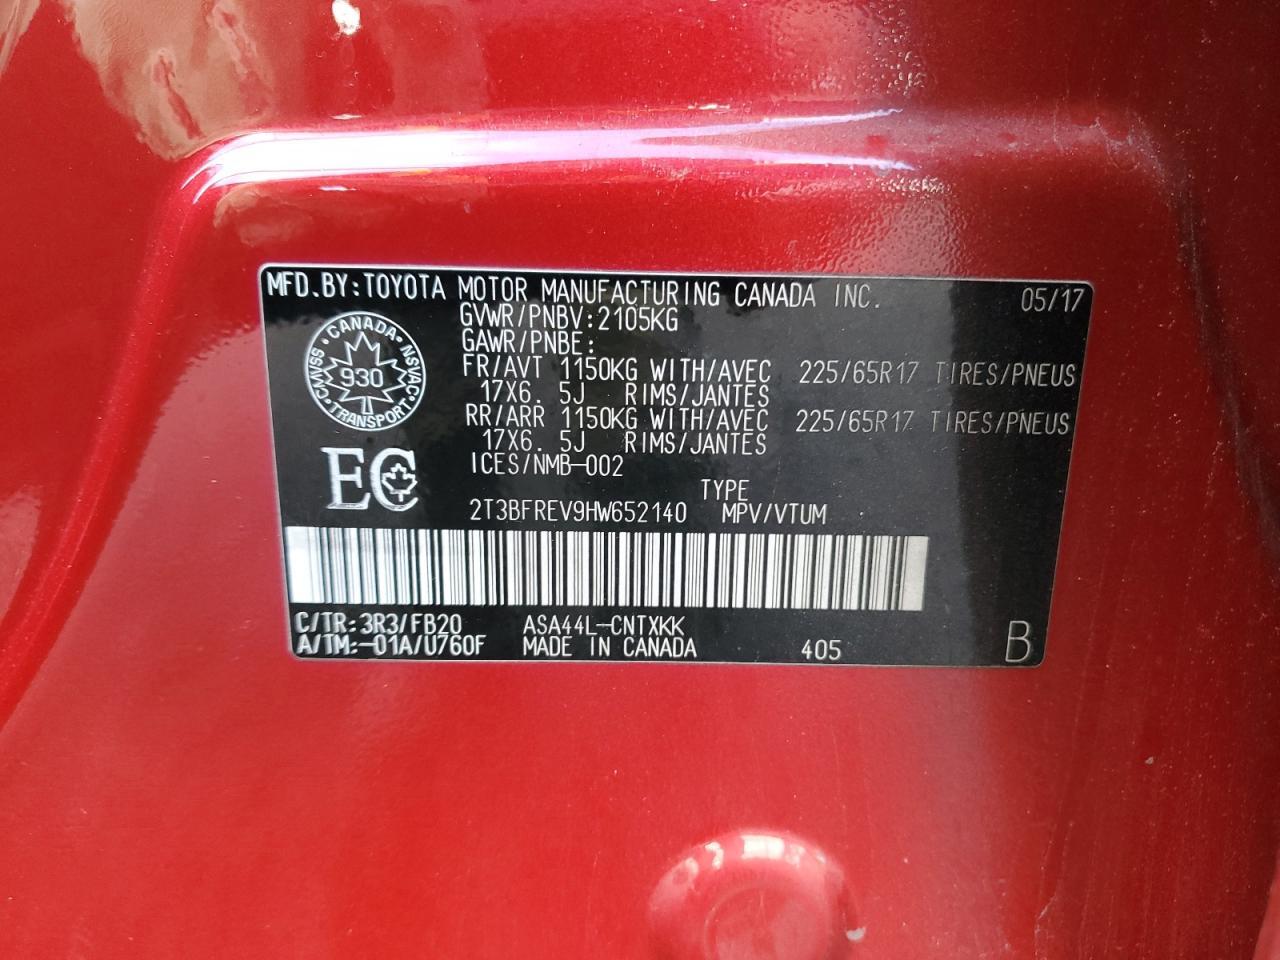 MFD.BY:TOYOTA MOTOR MANUFACTURING CANADA INC. 05/17
GVWR/PNBV:2105KG
GAWR/PNBE:
FR/AVT 1150KG WITH/AVEC 225/65R17 TIRES/PNEUS
17X6. 5J RIMS/JANTES
RR/ARR 1150KG WITH/AVEC 225/65R17 TIRES/PNEUS
17X6. 5J RIMS/JANTES
ICES/NMB-002
CANADA
CMVSS 930 NSVAC
TRANSPORT
EC
TYPE
2T3BFREV9HW652140 MPV/VTUM
C/TR: 3R3/FB20 ASA44L-CNTXKK
A/TM:-01A/U760F MADE IN CANADA 405 B